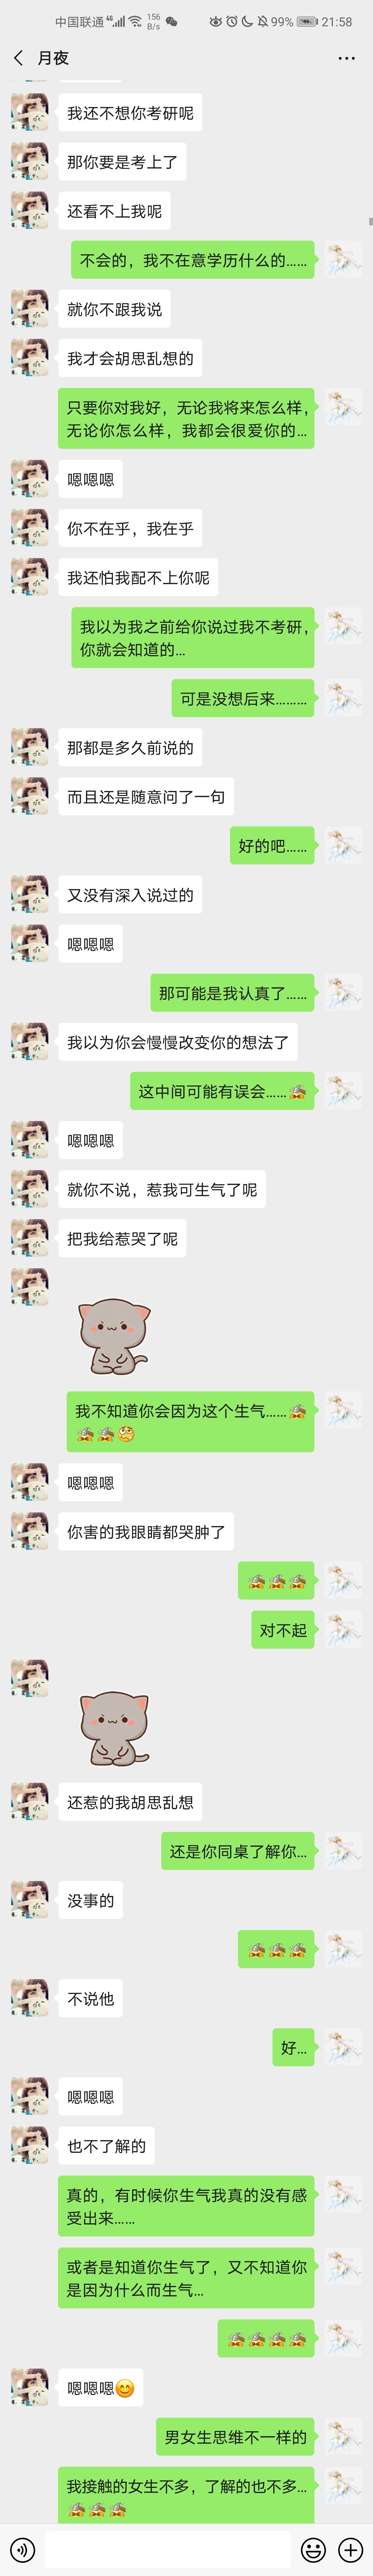 中国联通 46 156 B/s 99% 21:58
月夜
我还不想你考研呢
那你要是考上了
还看不上我呢
不会的，我不在意学历什么的……
就你不跟我说
我才会胡思乱想的
只要你对我好，无论我将来怎么样，
无论你怎么样，我都会很爱你的…
嗯嗯嗯
你不在乎，我在乎
我还怕我配不上你呢
我以为我之前给你说过我不考研，
你就会知道的…
可是没想后来………
那都是多久前说的
而且还是随意问了一句
好的吧……
又没有深入说过的
嗯嗯嗯
那可能是我认真了……
我以为你会慢慢改变你的想法了
这中间可能有误会……
嗯嗯嗯
就你不说，惹我可生气了呢
把我给惹哭了呢
我不知道你会因为这个生气……
嗯嗯嗯
你害的我眼睛都哭肿了
对不起
还惹的我胡思乱想
还是你同桌了解你…
没事的
不说他
好…
嗯嗯嗯
也不了解的
真的，有时候你生气我真的没有感
受出来……
或者是知道你生气了，又不知道你
是因为什么而生气…
嗯嗯嗯😊
男女生思维不一样的
我接触的女生不多，了解的也不多…